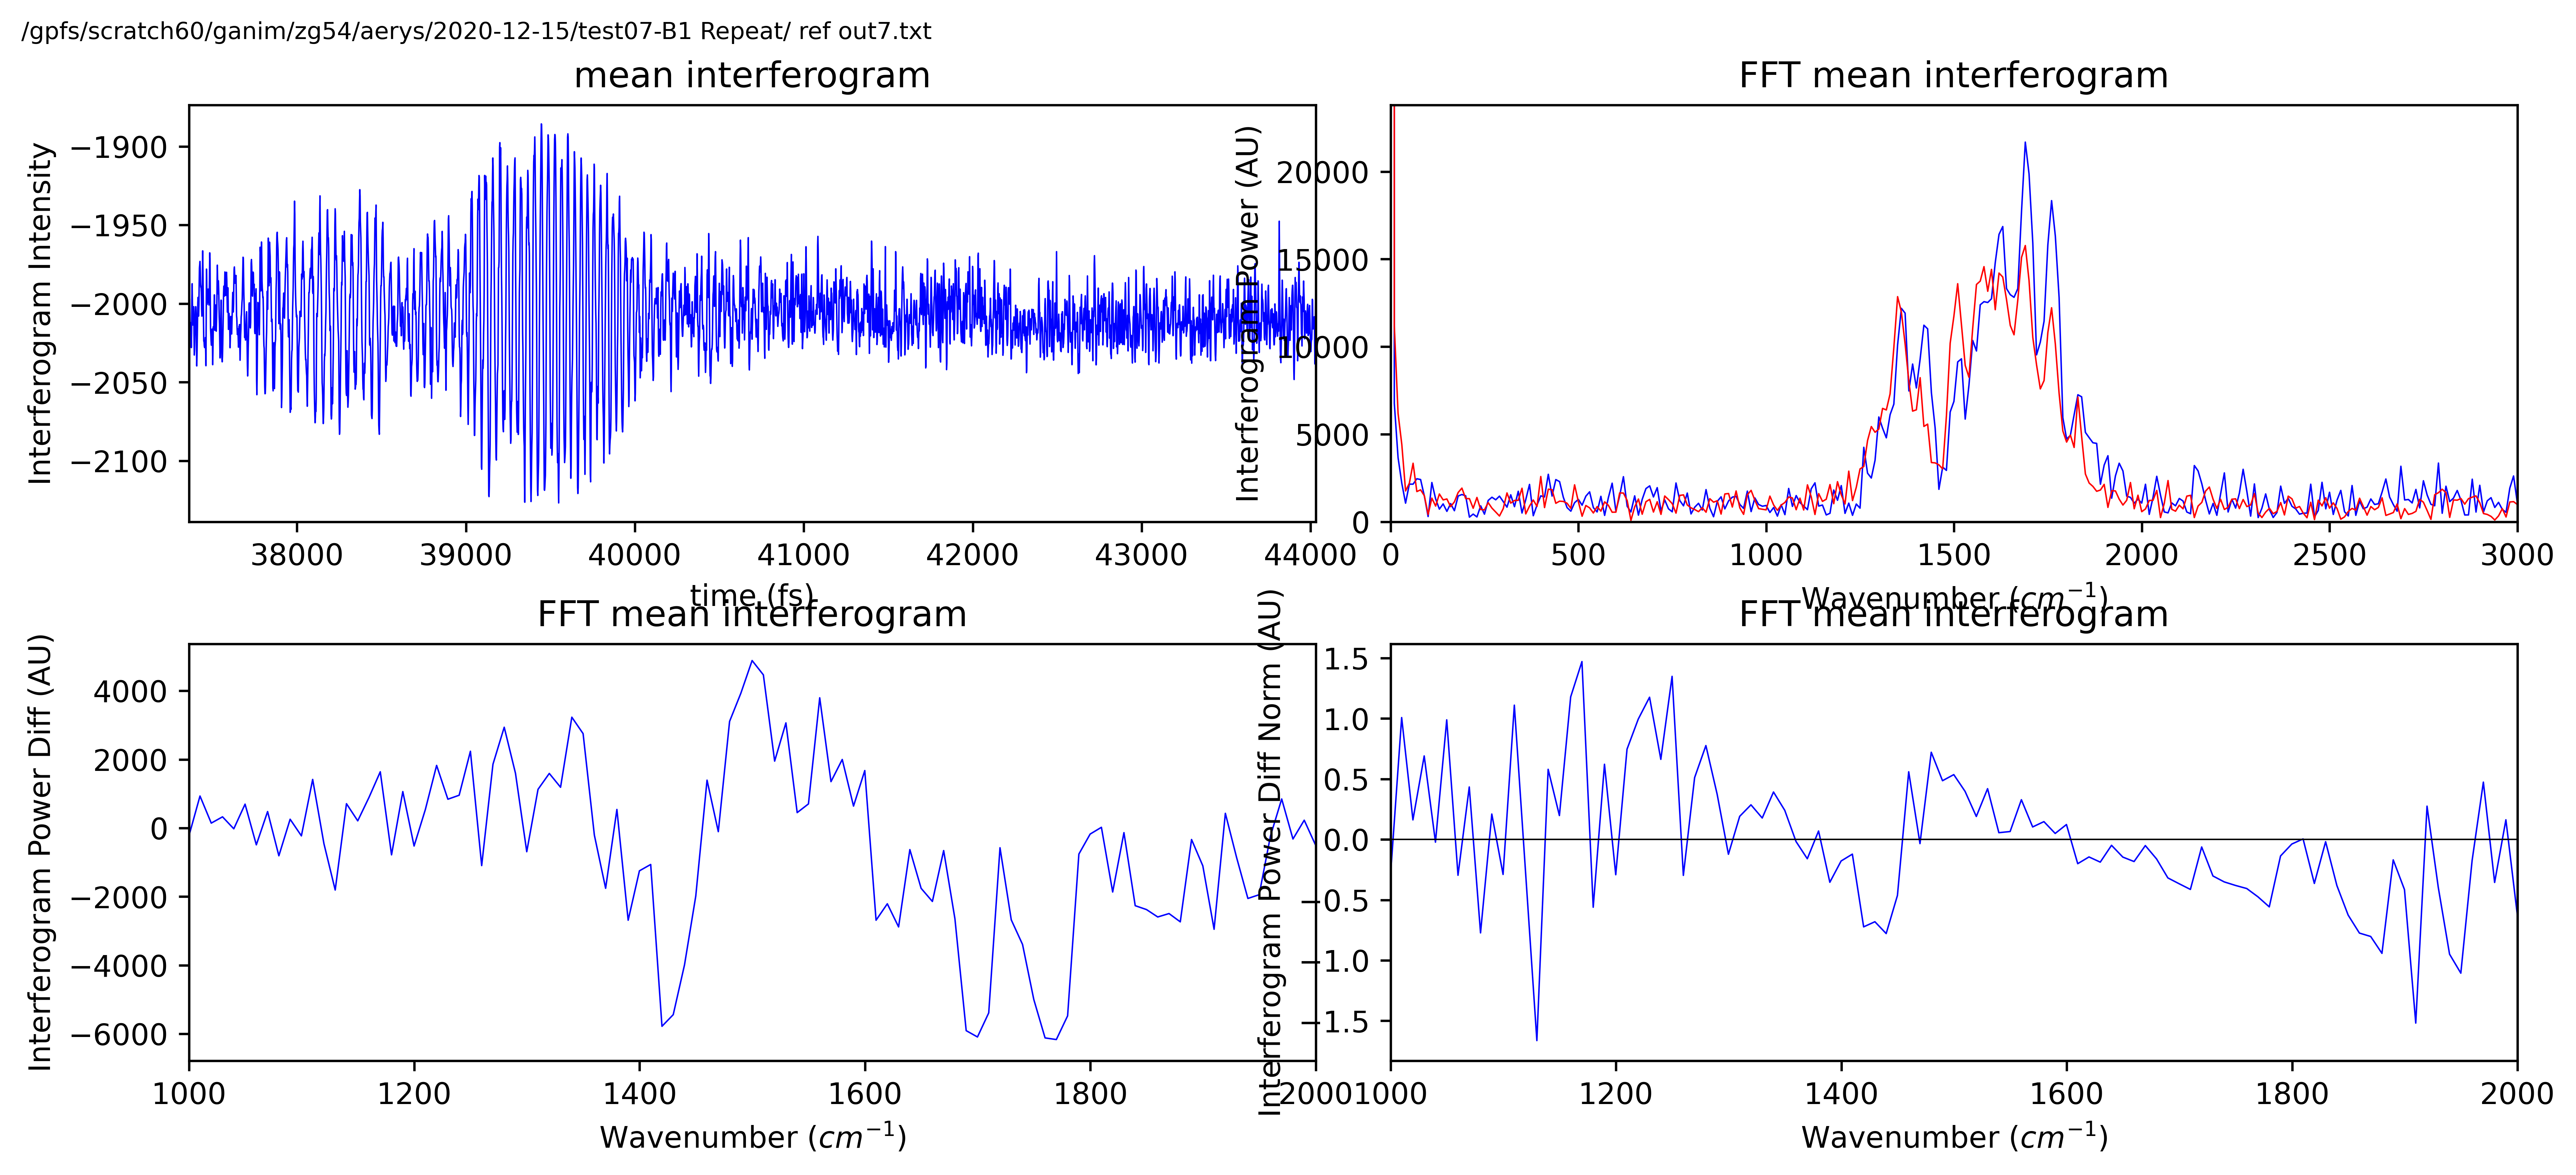 /gpfs/scratch60/ganim/zg54/aerys/2020-12-15/test07-B1 Repeat/ ref out7.txt
mean interferogram
Interferogram Intensity
−1900
−1950
−2000
−2050
−2100
38000 39000 40000 41000 42000 43000 44000
time (fs)
FFT mean interferogram
Interferogram Power (AU)
20000
15000
10000
5000
0
0 500 1000 1500 2000 2500 3000
Wavenumber (cm⁻¹)
FFT mean interferogram
Interferogram Power Diff (AU)
4000
2000
0
−2000
−4000
−6000
1000 1200 1400 1600 1800 2000
Wavenumber (cm⁻¹)
FFT mean interferogram
Interferogram Power Diff Norm (AU)
1.5
1.0
0.5
0.0
−0.5
−1.0
−1.5
1000 1200 1400 1600 1800 2000
Wavenumber (cm⁻¹)